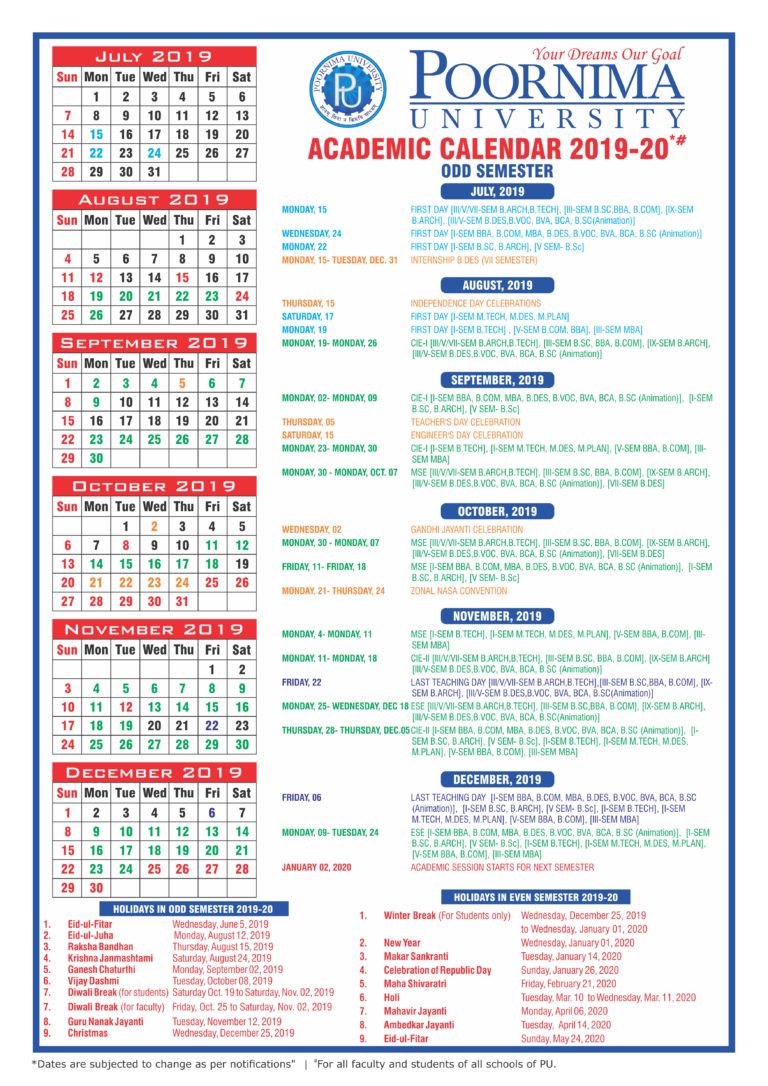 JULY 2019
Sun Mon Tue Wed Thu Fri Sat
1 2 3 4 5 6
7 8 9 10 11 12 13
14 15 16 17 18 19 20
21 22 23 24 25 26 27
28 29 30 31
AUGUST 2019
Sun Mon Tue Wed Thu Fri Sat
1 2 3
4 5 6 7 8 9 10
11 12 13 14 15 16 17
18 19 20 21 22 23 24
25 26 27 28 29 30 31
SEPTEMBER 2019
Sun Mon Tue Wed Thu Fri Sat
1 2 3 4 5 6 7
8 9 10 11 12 13 14
15 16 17 18 19 20 21
22 23 24 25 26 27 28
29 30
OCTOBER 2019
Sun Mon Tue Wed Thu Fri Sat
1 2 3 4 5
6 7 8 9 10 11 12
13 14 15 16 17 18 19
20 21 22 23 24 25 26
27 28 29 30 31
NOVEMBER 2019
Sun Mon Tue Wed Thu Fri Sat
1 2
3 4 5 6 7 8 9
10 11 12 13 14 15 16
17 18 19 20 21 22 23
24 25 26 27 28 29 30
DECEMBER 2019
Sun Mon Tue Wed Thu Fri Sat
1 2 3 4 5 6 7
8 9 10 11 12 13 14
15 16 17 18 19 20 21
22 23 24 25 26 27 28
29 30
POORNIMA UNIVERSITY
PU
Your Dreams Our Goal
POORNIMA
UNIVERSITY
ACADEMIC CALENDAR 2019-20*#
ODD SEMESTER
JULY, 2019
MONDAY, 15 FIRST DAY [III/V/VII-SEM B.ARCH,B.TECH], [III-SEM B.SC,BBA, B.COM], [IX-SEM
B.ARCH], [III/V-SEM B.DES,B.VOC, BVA, BCA, B.SC(Animation)]
WEDNESDAY, 24 FIRST DAY [I-SEM BBA, B.COM, MBA, B.DES, B.VOC, BVA, BCA, B.SC (Animation)]
MONDAY, 22 FIRST DAY [I-SEM B.SC, B.ARCH], [V SEM- B.Sc]
MONDAY, 15- TUESDAY, DEC. 31 INTERNSHIP B.DES (VII SEMESTER)
AUGUST, 2019
THURSDAY, 15 INDEPENDENCE DAY CELEBRATIONS
SATURDAY, 17 FIRST DAY [I-SEM M.TECH, M.DES, M.PLAN]
MONDAY, 19 FIRST DAY [I-SEM B.TECH] , [V-SEM B.COM, BBA], [III-SEM MBA]
MONDAY, 19- MONDAY, 26 CIE-I [III/V/VII-SEM B.ARCH,B.TECH], [III-SEM B.SC, BBA, B.COM], [IX-SEM B.ARCH],
[III/V-SEM B.DES,B.VOC, BVA, BCA, B.SC (Animation)]
SEPTEMBER, 2019
MONDAY, 02- MONDAY, 09 CIE-I [I-SEM BBA, B.COM, MBA, B.DES, B.VOC, BVA, BCA, B.SC (Animation)], [I-SEM
B.SC, B.ARCH], [V SEM- B.Sc]
THURSDAY, 05 TEACHER'S DAY CELEBRATION
SATURDAY, 15 ENGINEER'S DAY CELEBRATION
MONDAY, 23- MONDAY, 30 CIE-I [I-SEM B.TECH], [I-SEM M.TECH, M.DES, M.PLAN], [V-SEM BBA, B.COM], [III-
SEM MBA]
MONDAY, 30 - MONDAY, OCT. 07 MSE [III/V/VII-SEM B.ARCH,B.TECH], [III-SEM B.SC, BBA, B.COM], [IX-SEM B.ARCH],
[III/V-SEM B.DES,B.VOC, BVA, BCA, B.SC (Animation)], [VII-SEM B.DES]
OCTOBER, 2019
WEDNESDAY, 02 GANDHI JAYANTI CELEBRATION
MONDAY, 30 - MONDAY, 07 MSE [III/V/VII-SEM B.ARCH,B.TECH], [III-SEM B.SC, BBA, B.COM], [IX-SEM B.ARCH],
[III/V-SEM B.DES,B.VOC, BVA, BCA, B.SC (Animation)], [VII-SEM B.DES]
FRIDAY, 11- FRIDAY, 18 MSE [I-SEM BBA, B.COM, MBA, B.DES, B.VOC, BVA, BCA, B.SC (Animation)], [I-SEM
B.SC, B.ARCH], [V SEM- B.Sc]
MONDAY, 21- THURSDAY, 24 ZONAL NASA CONVENTION
NOVEMBER, 2019
MONDAY, 4- MONDAY, 11 MSE [I-SEM B.TECH], [I-SEM M.TECH, M.DES, M.PLAN], [V-SEM BBA, B.COM], [III-
SEM MBA]
MONDAY, 11- MONDAY, 18 CIE-II [III/V/VII-SEM B.ARCH,B.TECH], [III-SEM B.SC, BBA, B.COM], [IX-SEM B.ARCH]
[III/V-SEM B.DES,B.VOC, BVA, BCA, B.SC (Animation)]
FRIDAY, 22 LAST TEACHING DAY [III/V/VII-SEM B.ARCH,B.TECH],[III-SEM B.SC,BBA, B.COM], [IX-
SEM B.ARCH], [III/V-SEM B.DES,B.VOC, BVA, BCA, B.SC(Animation)]
MONDAY, 25- WEDNESDAY, DEC 18 ESE [III/V/VII-SEM B.ARCH,B.TECH], [III-SEM B.SC,BBA, B.COM], [IX-SEM B.ARCH],
[III/V-SEM B.DES,B.VOC, BVA, BCA, B.SC(Animation)]
THURSDAY, 28- THURSDAY, DEC.05 CIE-II [I-SEM BBA, B.COM, MBA, B.DES, B.VOC, BVA, BCA, B.SC (Animation)], [I-
SEM B.SC, B.ARCH], [V SEM- B.Sc], [I-SEM B.TECH], [I-SEM M.TECH, M.DES,
M.PLAN], [V-SEM BBA, B.COM], [III-SEM MBA]
DECEMBER, 2019
FRIDAY, 06 LAST TEACHING DAY [I-SEM BBA, B.COM, MBA, B.DES, B.VOC, BVA, BCA, B.SC
(Animation)], [I-SEM B.SC, B.ARCH], [V SEM- B.Sc], [I-SEM B.TECH], [I-SEM
M.TECH, M.DES, M.PLAN], [V-SEM BBA, B.COM], [III-SEM MBA]
MONDAY, 09- TUESDAY, 24 ESE [I-SEM BBA, B.COM, MBA, B.DES, B.VOC, BVA, BCA, B.SC (Animation)], [I-SEM
B.SC, B.ARCH], [V SEM- B.Sc], [I-SEM B.TECH], [I-SEM M.TECH, M.DES, M.PLAN],
[V-SEM BBA, B.COM], [III-SEM MBA]
JANUARY 02, 2020 ACADEMIC SESSION STARTS FOR NEXT SEMESTER
HOLIDAYS IN ODD SEMESTER 2019-20
1. Eid-ul-Fitar Wednesday, June 5, 2019
2. Eid-ul-Juha Monday, August 12, 2019
3. Raksha Bandhan Thursday, August 15, 2019
4. Krishna Janmashtami Saturday, August 24, 2019
5. Ganesh Chaturthi Monday, September 02, 2019
6. Vijay Dashmi Tuesday, October 08, 2019
7. Diwali Break (for students) Saturday Oct. 19 to Saturday, Nov. 02, 2019
7. Diwali Break (for faculty) Friday, Oct. 25 to Saturday, Nov. 02, 2019
8. Guru Nanak Jayanti Tuesday, November 12, 2019
9. Christmas Wednesday, December 25, 2019
HOLIDAYS IN EVEN SEMESTER 2019-20
1. Winter Break (For Students only) Wednesday, December 25, 2019
to Wednesday, January 01, 2020
2. New Year Wednesday, January 01, 2020
3. Makar Sankranti Tuesday, January 14, 2020
4. Celebration of Republic Day Sunday, January 26, 2020
5. Maha Shivaratri Friday, February 21, 2020
6. Holi Tuesday, Mar. 10 to Wednesday, Mar. 11, 2020
7. Mahavir Jayanti Monday, April 06, 2020
8. Ambedkar Jayanti Tuesday, April 14, 2020
9. Eid-ul-Fitar Sunday, May 24, 2020
*Dates are subjected to change as per notifications" | #For all faculty and students of all schools of PU.